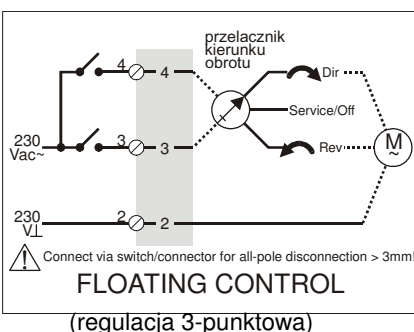 przelacznik
kierunku
obrotu
4 4 Dir
Service/Off
230
Vac~
3 3 Rev M
~
230
V⊥
2 2
Connect via switch/connector for all-pole disconnection > 3mm!
FLOATING CONTROL
(regulacja 3-punktowa)